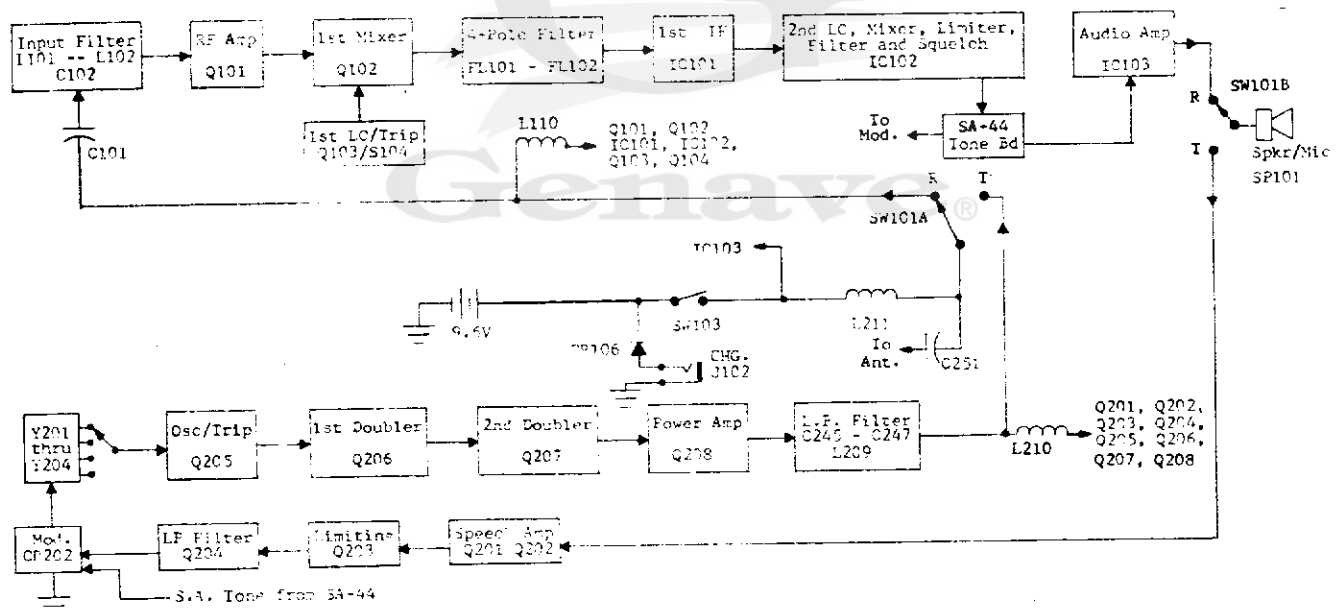 Input Filter
L101 -- L102
C102
RF Amp
Q101
1st Mixer
Q102
4-Pole Filter
FL101 - FL102
1st IF
IC101
2nd LC, Mixer, Limiter,
Filter and Squelch
IC102
Audio Amp
IC103
SW101B
R
T
Spkr/Mic
SP101
C101
1st LC/Trip
Q103/S104
L110
Q101, Q102
IC101, IC102,
Q103, Q104
To
Mod.
SA-44
Tone Bd
Genave®
R
T
SW101A
IC103
9.6V
SW103
L211
To
Ant.
C251
CR106
CHG.
J102
Y201
thru
Y204
Osc/Trip
Q205
1st Doubler
Q206
2nd Doubler
Q207
Power Amp
Q208
L.P. Filter
C245 - C247
L209
L210
Q201, Q202,
Q203, Q204,
Q205, Q206,
Q207, Q208
Mod.
CR202
LP Filter
Q204
Limiting
Q203
Speech Amp
Q201 Q202
S.A. Tone from SA-44